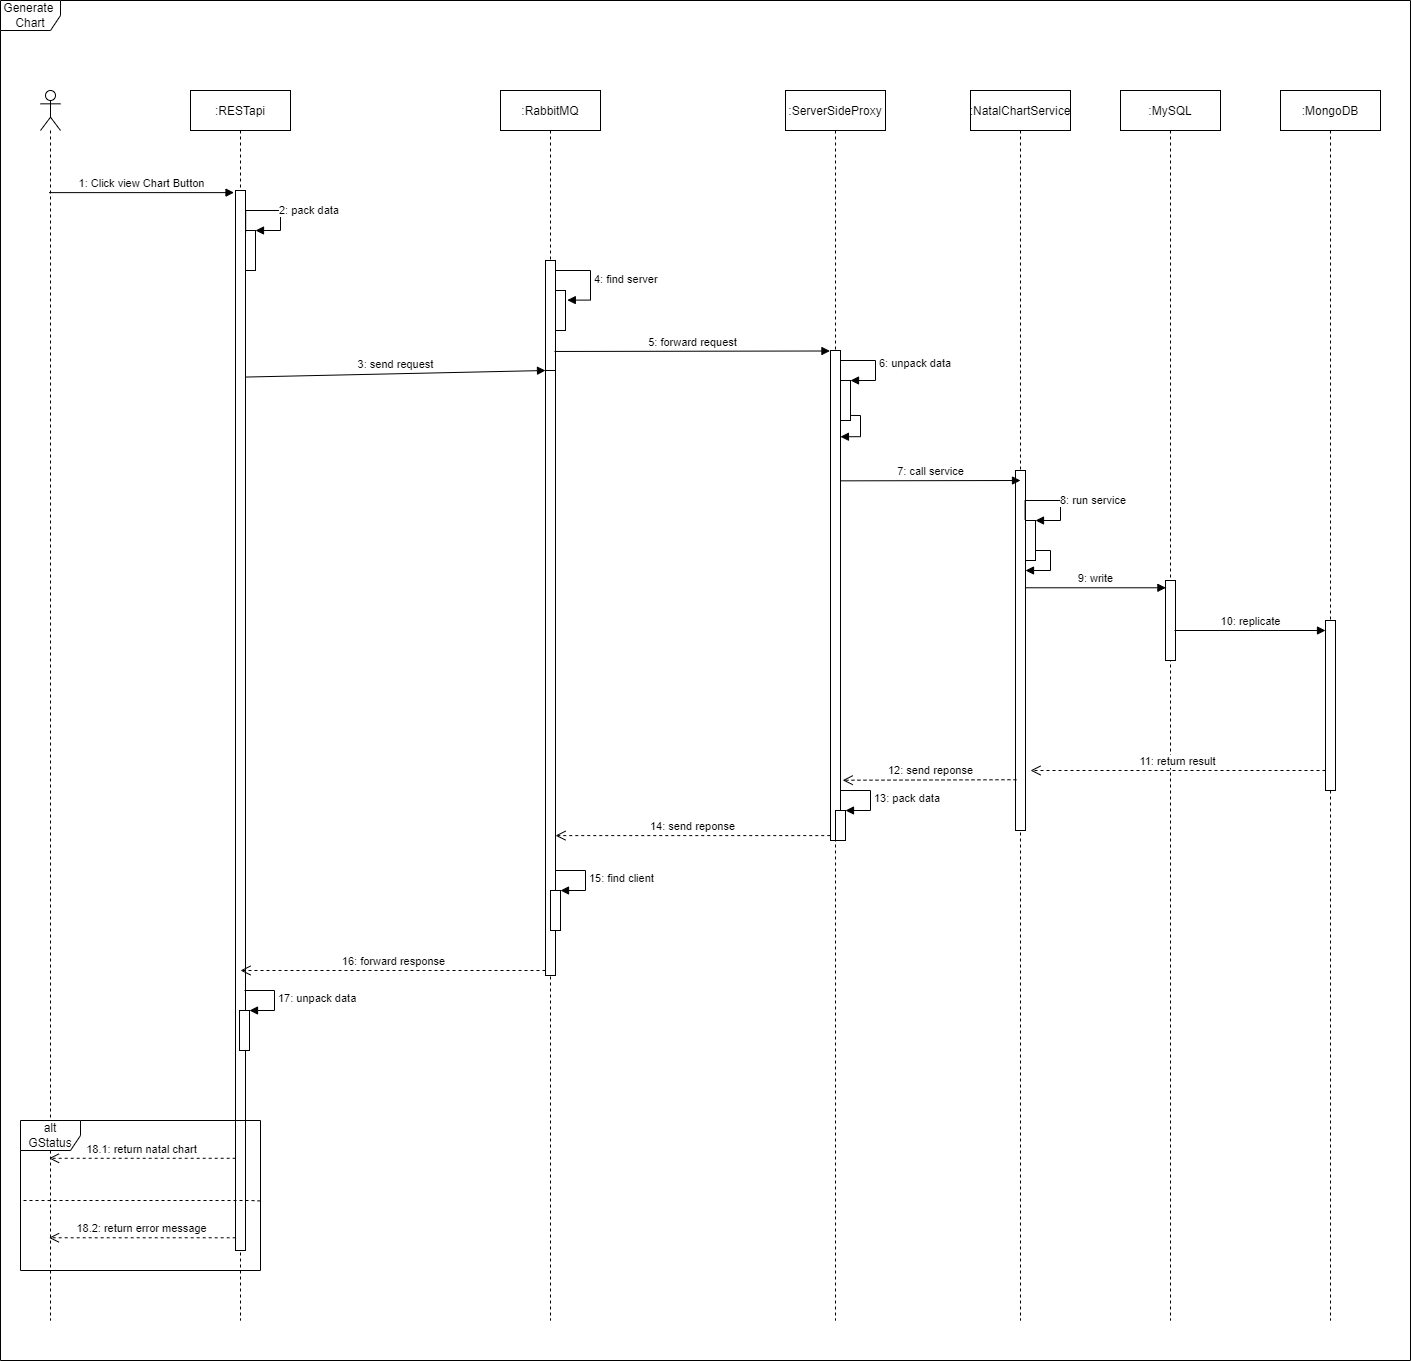 Generate
Chart
:RESTapi
:RabbitMQ
:ServerSideProxy
:NatalChartService
:MySQL
:MongoDB
1: Click view Chart Button
2: pack data
4: find server
5: forward request
3: send request
6: unpack data
7: call service
8: run service
9: write
10: replicate
11: return result
12: send reponse
13: pack data
14: send reponse
15: find client
16: forward response
17: unpack data
alt
GStatus
18.1: return natal chart
18.2: return error message